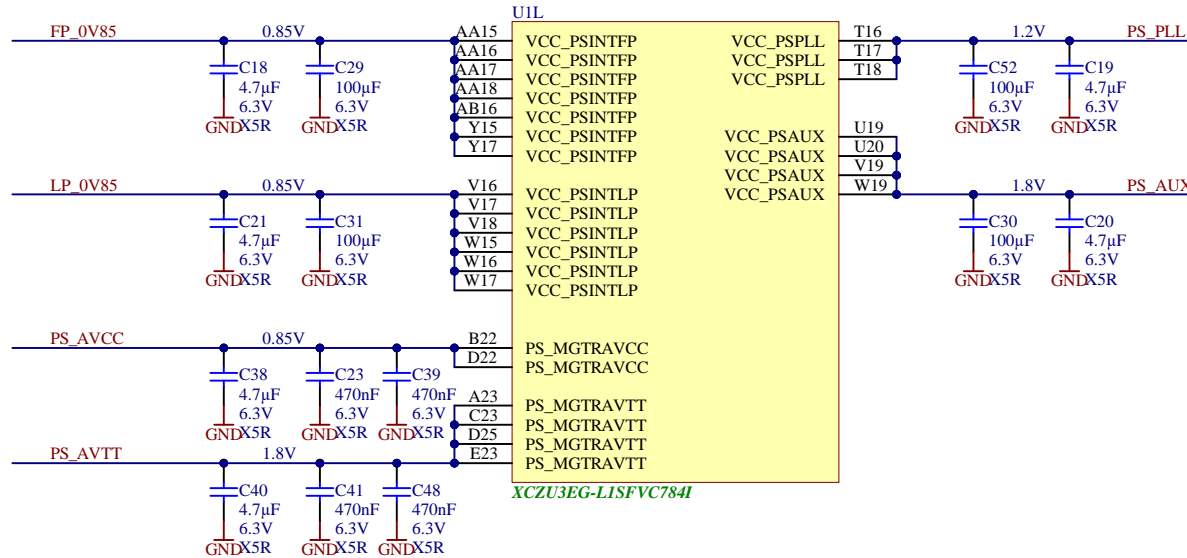 U1L
FP_0V85 0.85V AA15 VCC_PSINTFP VCC_PSPLL T16 1.2V PS_PLL
AA16 VCC_PSINTFP VCC_PSPLL T17
C18 C29 AA17 VCC_PSINTFP VCC_PSPLL T18 C52 C19
4.7µF 100µF AA18 VCC_PSINTFP 100µF 4.7µF
6.3V 6.3V AB16 VCC_PSINTFP 6.3V 6.3V
GND X5R GND X5R Y15 VCC_PSINTFP VCC_PSAUX U19 GND X5R GND X5R
Y17 VCC_PSINTFP VCC_PSAUX U20
VCC_PSAUX V19
LP_0V85 0.85V V16 VCC_PSINTLP VCC_PSAUX W19 1.8V PS_AUX
V17 VCC_PSINTLP
C21 C31 V18 VCC_PSINTLP C30 C20
4.7µF 100µF W15 VCC_PSINTLP 100µF 4.7µF
6.3V 6.3V W16 VCC_PSINTLP 6.3V 6.3V
GND X5R GND X5R W17 VCC_PSINTLP GND X5R GND X5R
PS_AVCC 0.85V B22 PS_MGTRAVCC
D22 PS_MGTRAVCC
C38 C23 C39
4.7µF 470nF 470nF A23 PS_MGTRAVTT
6.3V 6.3V 6.3V C23 PS_MGTRAVTT
GND X5R GND X5R GND X5R D25 PS_MGTRAVTT
PS_AVTT 1.8V E23 PS_MGTRAVTT
C40 C41 C48 XCZU3EG-L1SFVC784I
4.7µF 470nF 470nF
6.3V 6.3V 6.3V
GND X5R GND X5R GND X5R